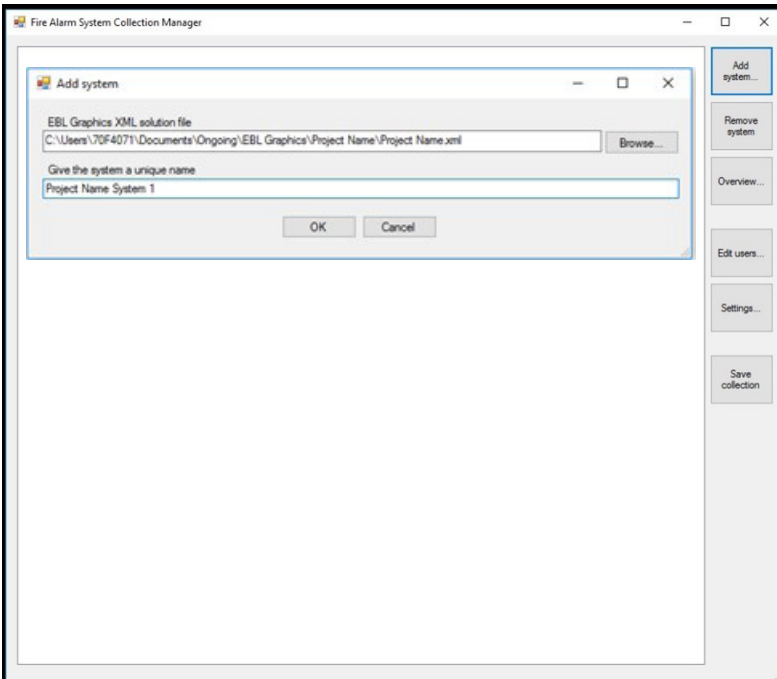 Fire Alarm System Collection Manager
Add system
EBL Graphics XML solution file
C:\Users\70F4071\Documents\Ongoing\EBL Graphics\Project Name\Project Name.xml
Browse...
Give the system a unique name
Project Name System 1
OK
Cancel
Add
system...
Remove
system
Overview...
Edit users...
Settings...
Save
collection